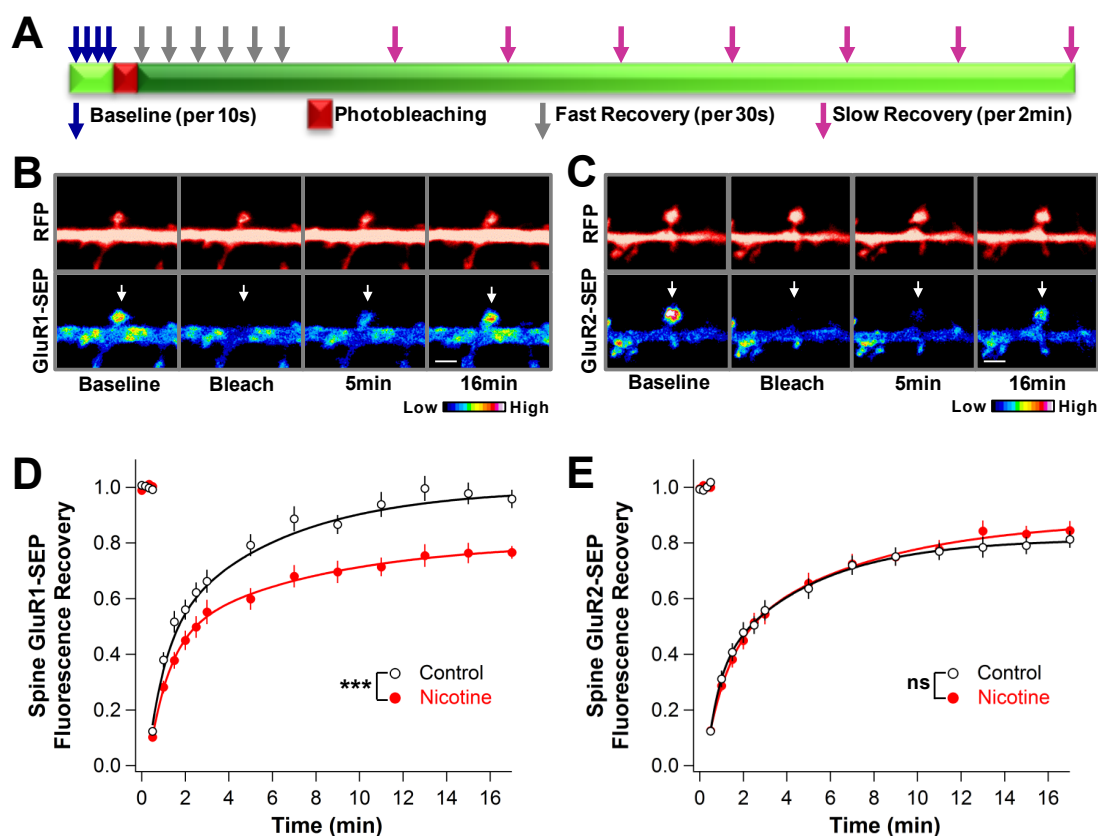 A
Baseline (per 10s)
Photobleaching
Fast Recovery (per 30s)
Slow Recovery (per 2min)
B
RFP
GluR1-SEP
Baseline
Bleach
5min
16min
Low
High
C
RFP
GluR2-SEP
Baseline
Bleach
5min
16min
Low
High
D
Spine GluR1-SEP
Fluorescence Recovery
1.0
0.8
0.6
0.4
0.2
0.0
0 2 4 6 8 10 12 14 16
Time (min)
***
Control
Nicotine
E
Spine GluR2-SEP
Fluorescence Recovery
1.0
0.8
0.6
0.4
0.2
0.0
0 2 4 6 8 10 12 14 16
Time (min)
ns
Control
Nicotine